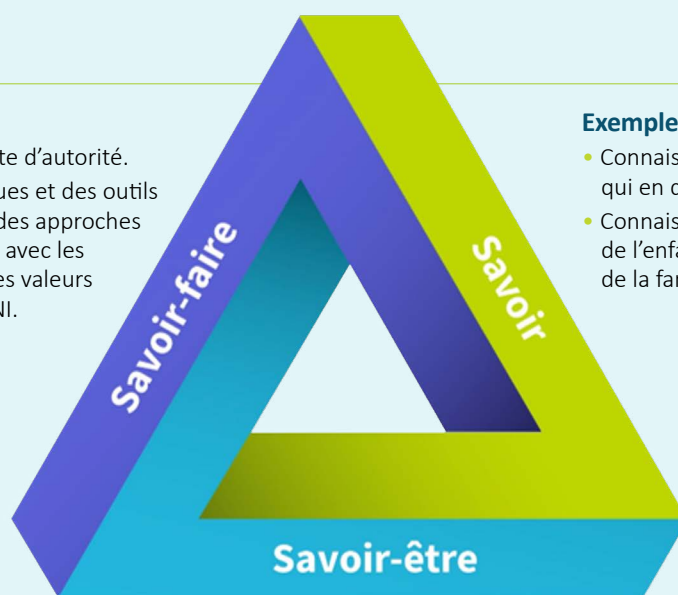 te d’autorité.
ues et des outils
des approches
avec les
es valeurs
NI.
Savoir-faire
Savoir
Exemple
• Connais
qui en d
• Connais
de l’enfa
de la far
Savoir-être